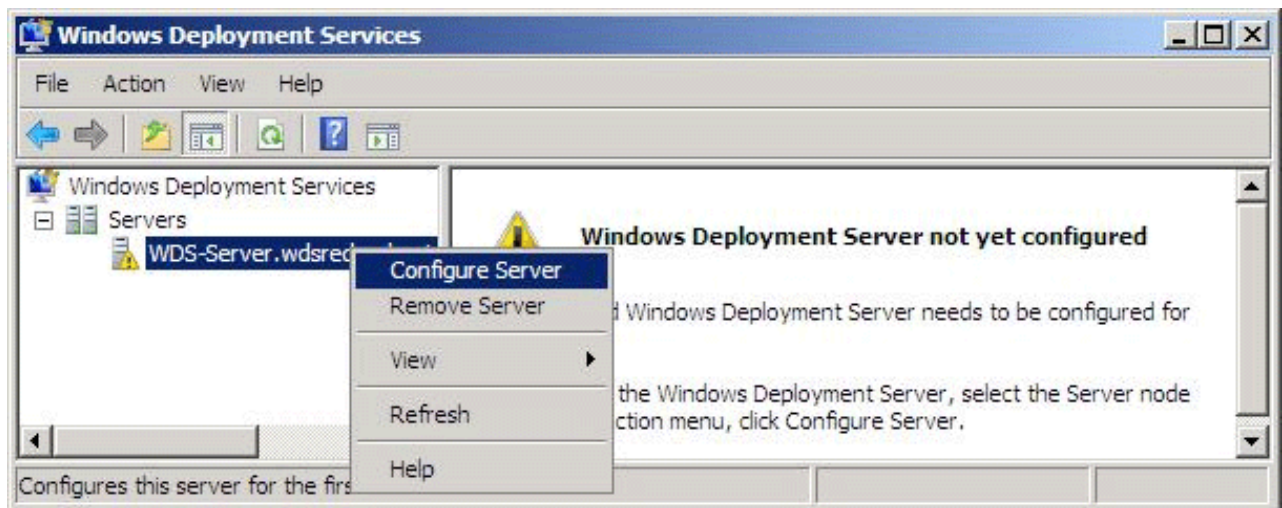 Windows Deployment Services
File Action View Help
Windows Deployment Services
Servers
WDS-Server.wdsred
Configure Server
Remove Server
View
Refresh
Help
Windows Deployment Server not yet configured
Windows Deployment Server needs to be configured for
the Windows Deployment Server, select the Server node
ction menu, click Configure Server.
Configures this server for the firs